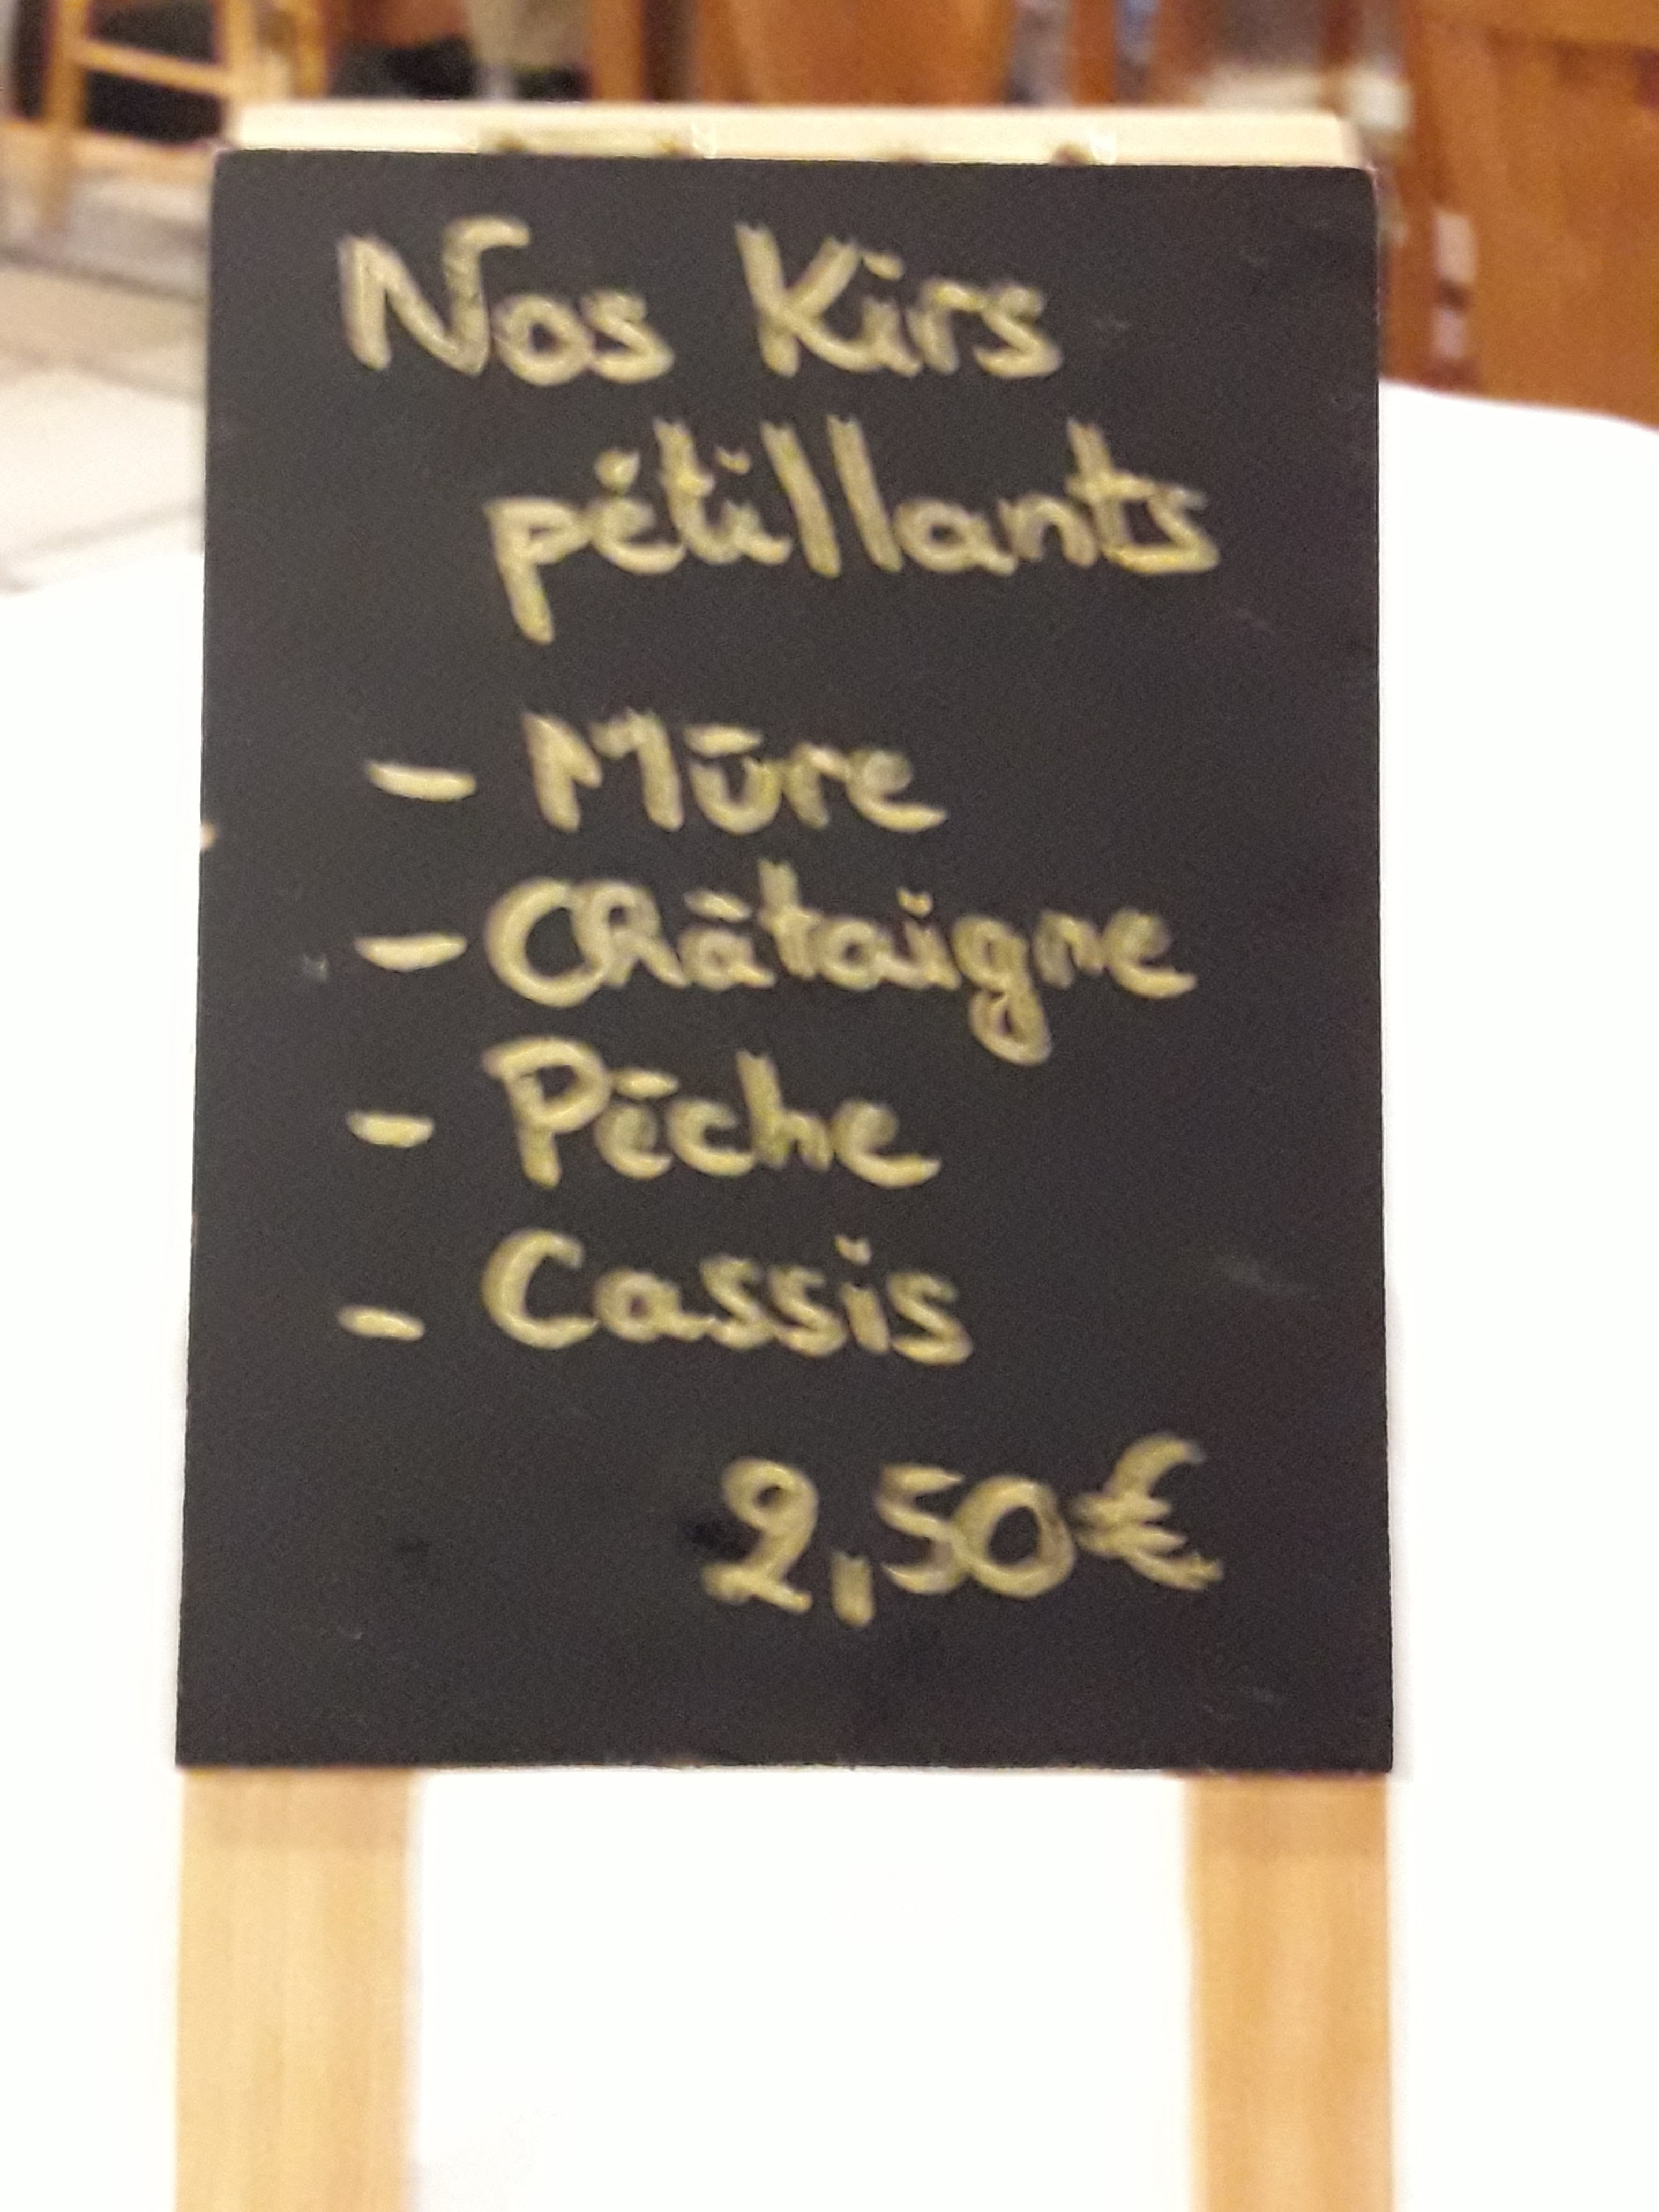 Nos Kirs
pétillants
- Mûre
- Châtaigne
- Pêche
- Cassis
2,50€